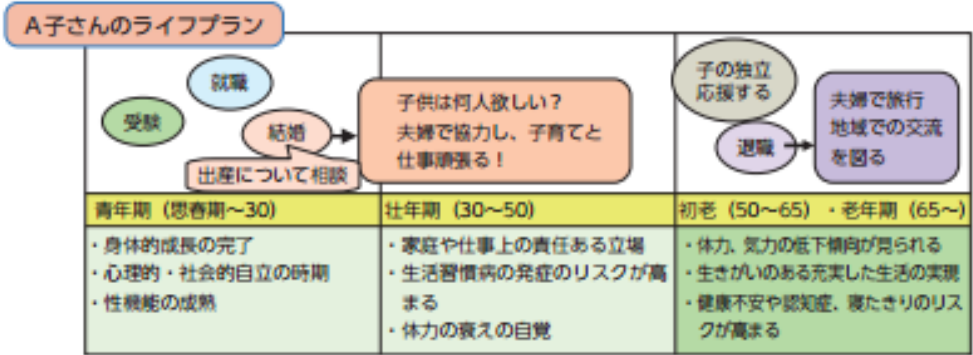 A子さんのライフプラン
受験
就職
結婚
出産について相談
子供は何人欲しい？
夫婦で協力し、子育てと
仕事頑張る！
子の独立
応援する
退職
夫婦で旅行
地域での交流
を図る
青年期（思春期～30）
壮年期（30～50）
初老（50～65）・老年期（65～）
・身体的成長の完了
・心理的・社会的自立の時期
・性機能の成熟
・家庭や仕事上の責任ある立場
・生活習慣病の発症のリスクが高
まる
・体力の衰えの自覚
・体力、気力の低下傾向が見られる
・生きがいのある充実した生活の実現
・健康不安や認知症、寝たきりのリス
クが高まる